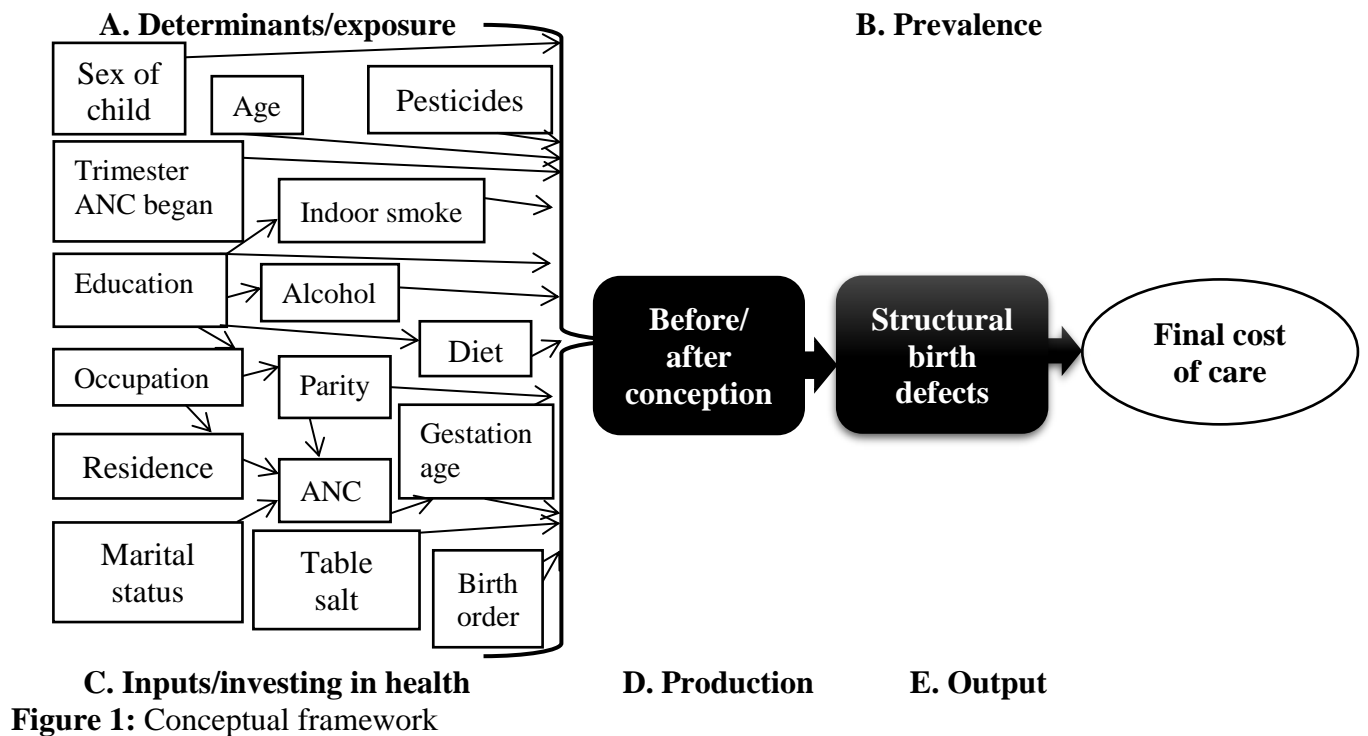 A. Determinants/exposure
B. Prevalence
Sex of
child
Age
Pesticides
Trimester
ANC began
Indoor smoke
Education
Alcohol
Diet
Occupation
Parity
Gestation
age
Residence
ANC
Marital
status
Table
salt
Birth
order
Before/
after
conception
Structural
birth
defects
Final cost
of care
C. Inputs/investing in health
D. Production
E. Output
Figure 1: Conceptual framework